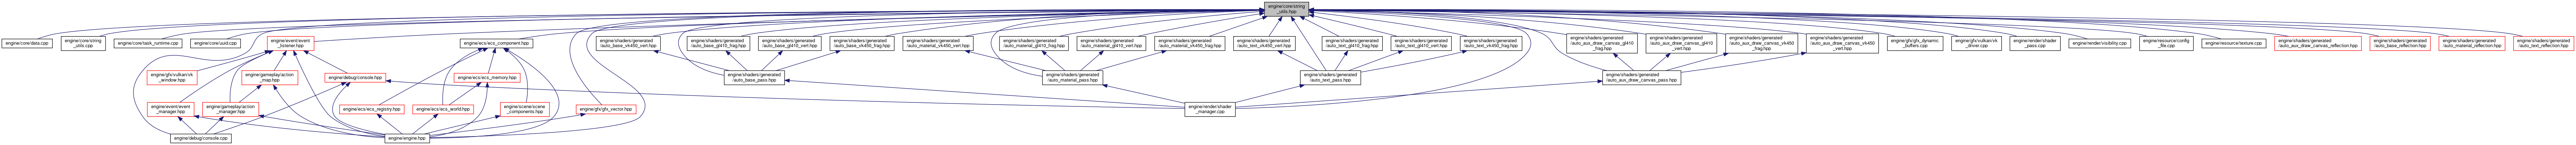 engine/core/string
_utils.hpp
engine/core/data.cpp
engine/core/string
_utils.cpp
engine/core/task_runtime.cpp
engine/core/uuid.cpp
engine/event/event
_listener.hpp
engine/ecs/ecs_component.hpp
engine/shaders/generated
/auto_base_vk450_vert.hpp
engine/shaders/generated
/auto_base_gl410_frag.hpp
engine/shaders/generated
/auto_base_gl410_vert.hpp
engine/shaders/generated
/auto_base_vk450_frag.hpp
engine/shaders/generated
/auto_material_vk450_vert.hpp
engine/shaders/generated
/auto_material_gl410_frag.hpp
engine/shaders/generated
/auto_material_gl410_vert.hpp
engine/shaders/generated
/auto_material_vk450_frag.hpp
engine/shaders/generated
/auto_text_vk450_vert.hpp
engine/shaders/generated
/auto_text_gl410_frag.hpp
engine/shaders/generated
/auto_text_gl410_vert.hpp
engine/shaders/generated
/auto_text_vk450_frag.hpp
engine/shaders/generated
/auto_aux_draw_canvas_gl410
_frag.hpp
engine/shaders/generated
/auto_aux_draw_canvas_gl410
_vert.hpp
engine/shaders/generated
/auto_aux_draw_canvas_vk450
_frag.hpp
engine/shaders/generated
/auto_aux_draw_canvas_vk450
_vert.hpp
engine/gfx/gfx_dynamic
_buffers.cpp
engine/gfx/vulkan/vk
_driver.cpp
engine/render/shader
_pass.cpp
engine/render/visibility.cpp
engine/resource/config
_file.cpp
engine/resource/texture.cpp
engine/shaders/generated
/auto_aux_draw_canvas_reflection.hpp
engine/shaders/generated
/auto_base_reflection.hpp
engine/shaders/generated
/auto_material_reflection.hpp
engine/shaders/generated
/auto_text_reflection.hpp
engine/gfx/vulkan/vk
_window.hpp
engine/gameplay/action
_map.hpp
engine/debug/console.hpp
engine/ecs/ecs_memory.hpp
engine/shaders/generated
/auto_base_pass.hpp
engine/shaders/generated
/auto_material_pass.hpp
engine/shaders/generated
/auto_text_pass.hpp
engine/shaders/generated
/auto_aux_draw_canvas_pass.hpp
engine/event/event
_manager.hpp
engine/gameplay/action
_manager.hpp
engine/ecs/ecs_registry.hpp
engine/ecs/ecs_world.hpp
engine/scene/scene
_components.hpp
engine/gfx/gfx_vector.hpp
engine/render/shader
_manager.cpp
engine/debug/console.cpp
engine/engine.hpp